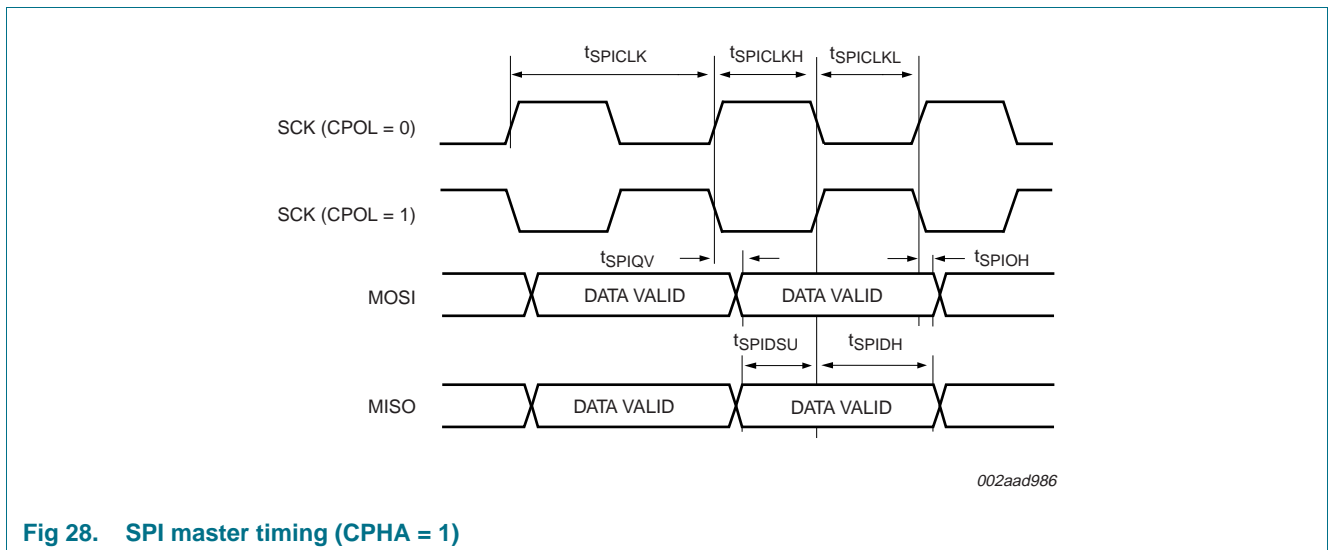 tSPICLK tSPICLKH tSPICLKL
SCK (CPOL = 0)
SCK (CPOL = 1)
tSPIQV tSPIOH
MOSI DATA VALID DATA VALID
tSPIDSU tSPIDH
MISO DATA VALID DATA VALID
002aad986
Fig 28. SPI master timing (CPHA = 1)